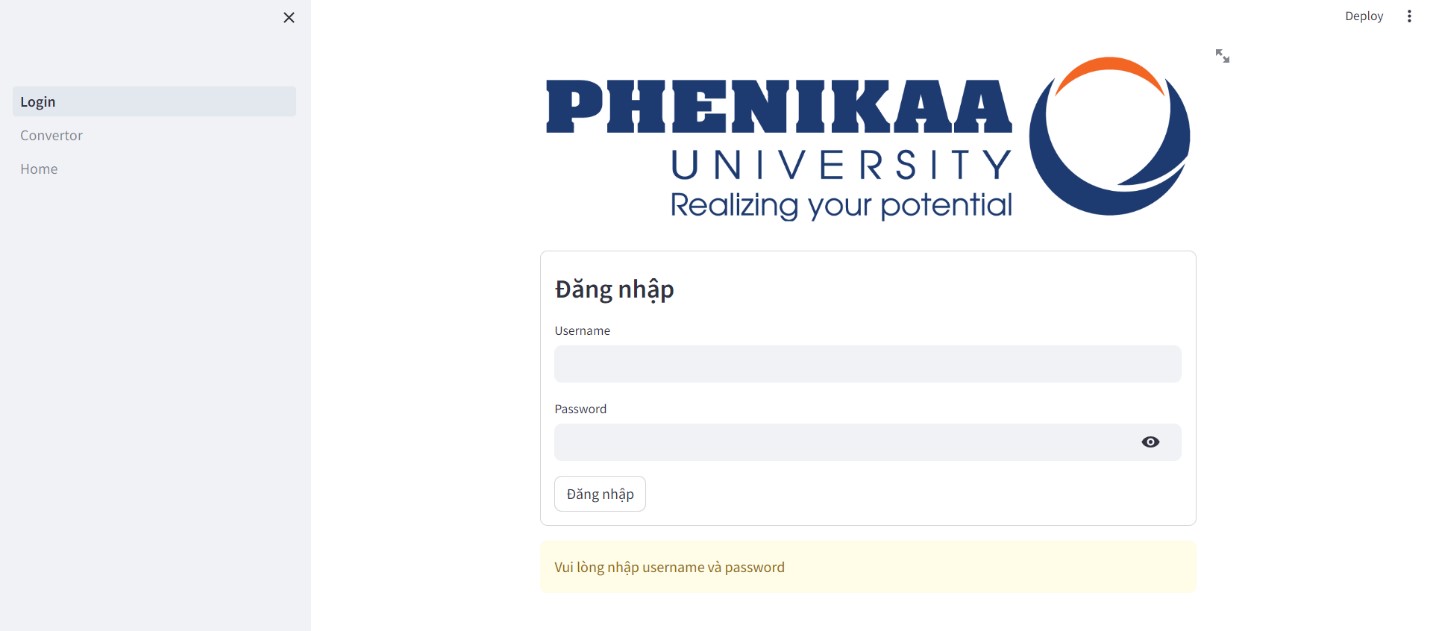 Login
Convertor
Home
Deploy
PHENIKAA
UNIVERSITY
Realizing your potential
Đăng nhập
Username
Password
Đăng nhập
Vui lòng nhập username và password